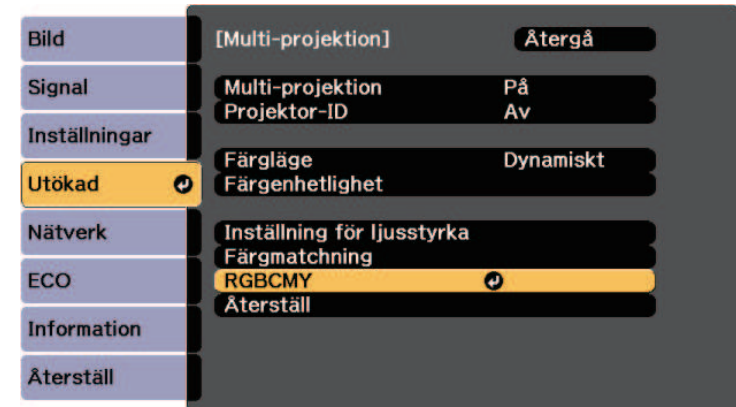 Bild
Signal
Inställningar
Utökad
Nätverk
ECO
Information
Återställ
[Multi-projektion] Återgå
Multi-projektion På
Projektor-ID Av
Färgläge Dynamiskt
Färgenhetlighet
Inställning för ljusstyrka
Färgmatchning
RGBCMY
Återställ